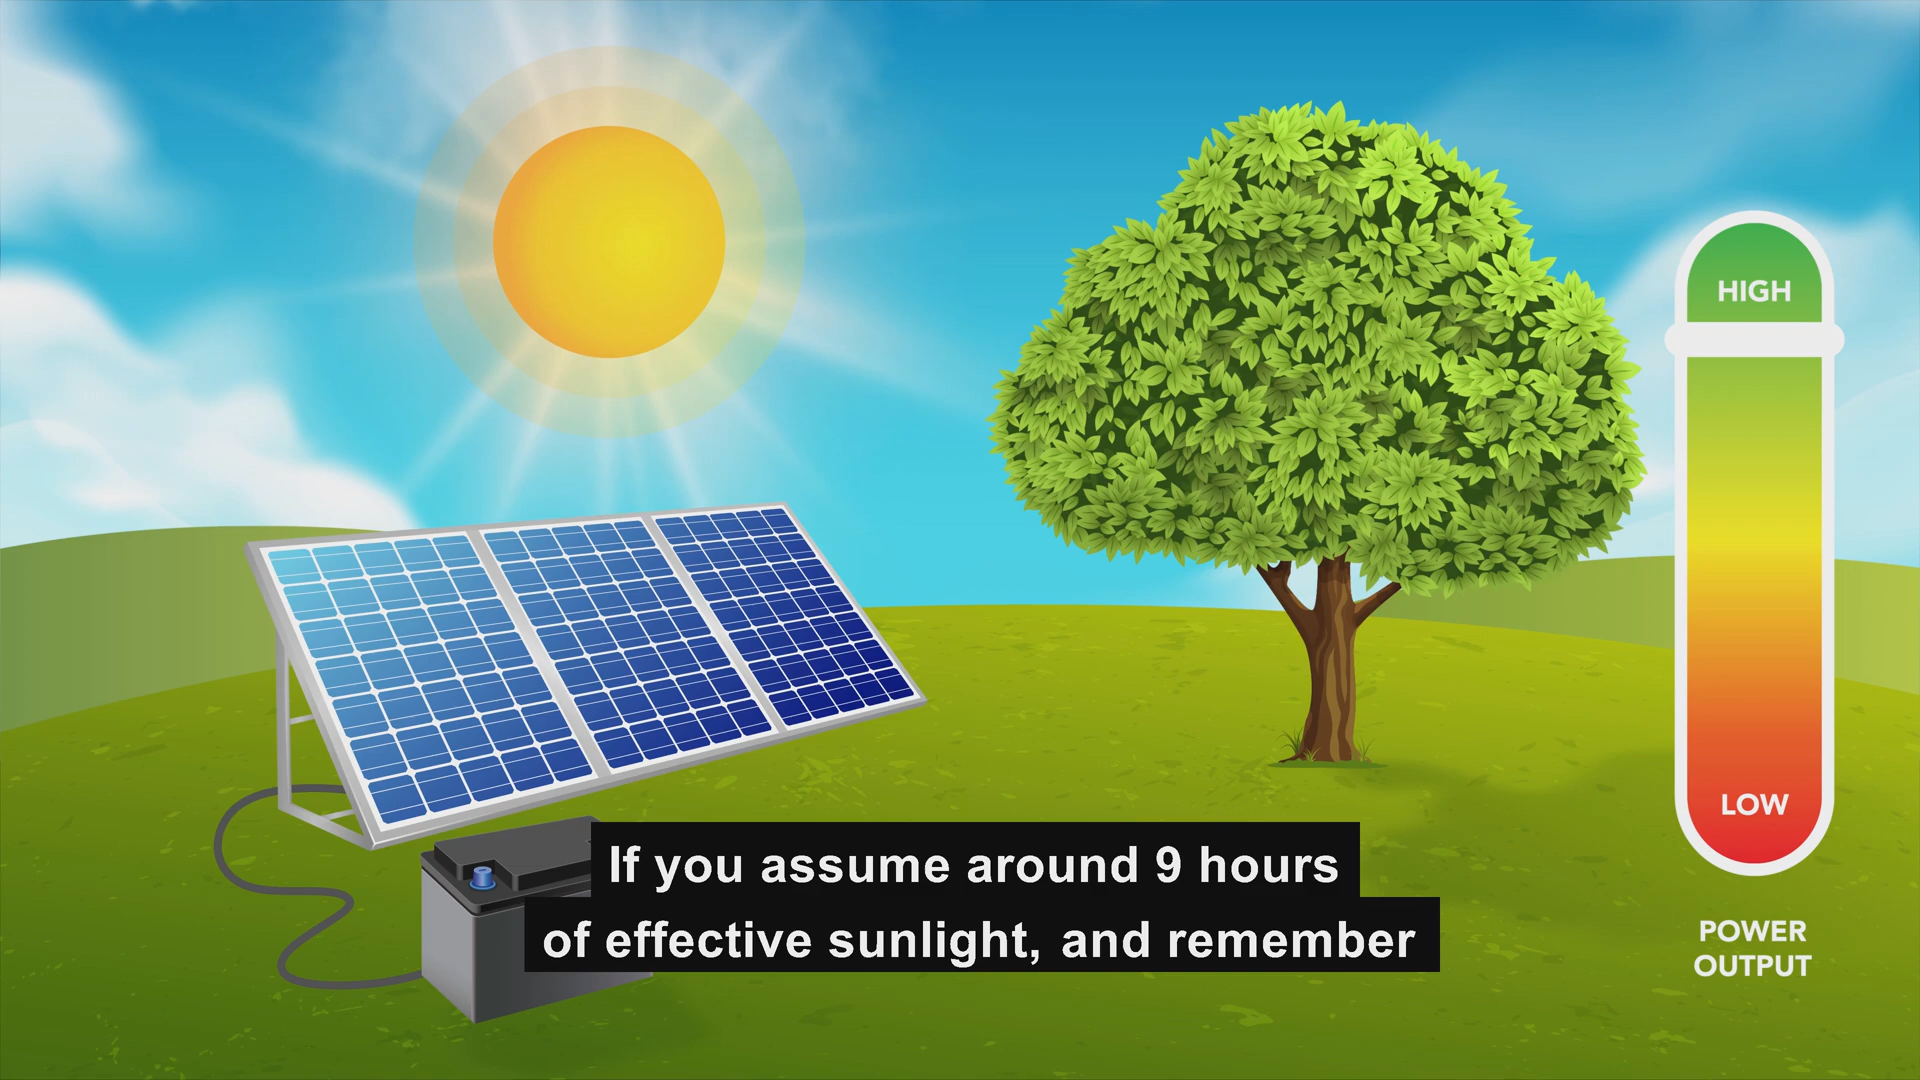 HIGH
LOW
POWER
OUTPUT
If you assume around 9 hours
of effective sunlight, and remember